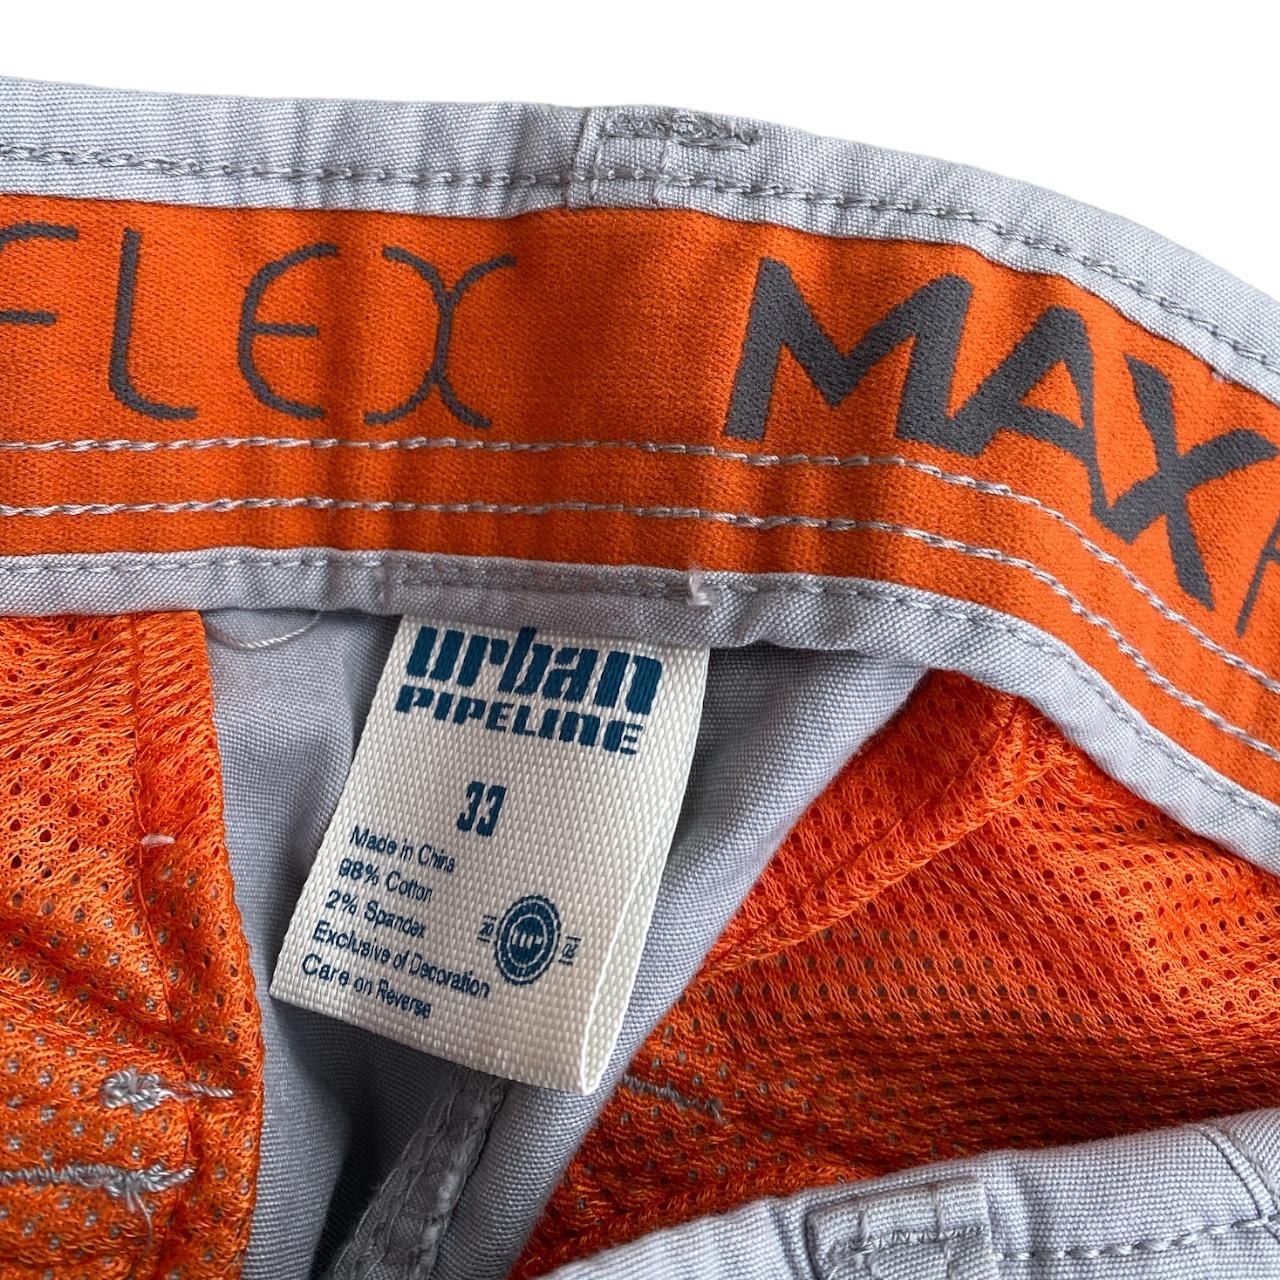 FLEX MAX
urban
PIPELINE
33
Made in China
98% Cotton
2% Spandex
Exclusive of Decoration
Care on Reverse